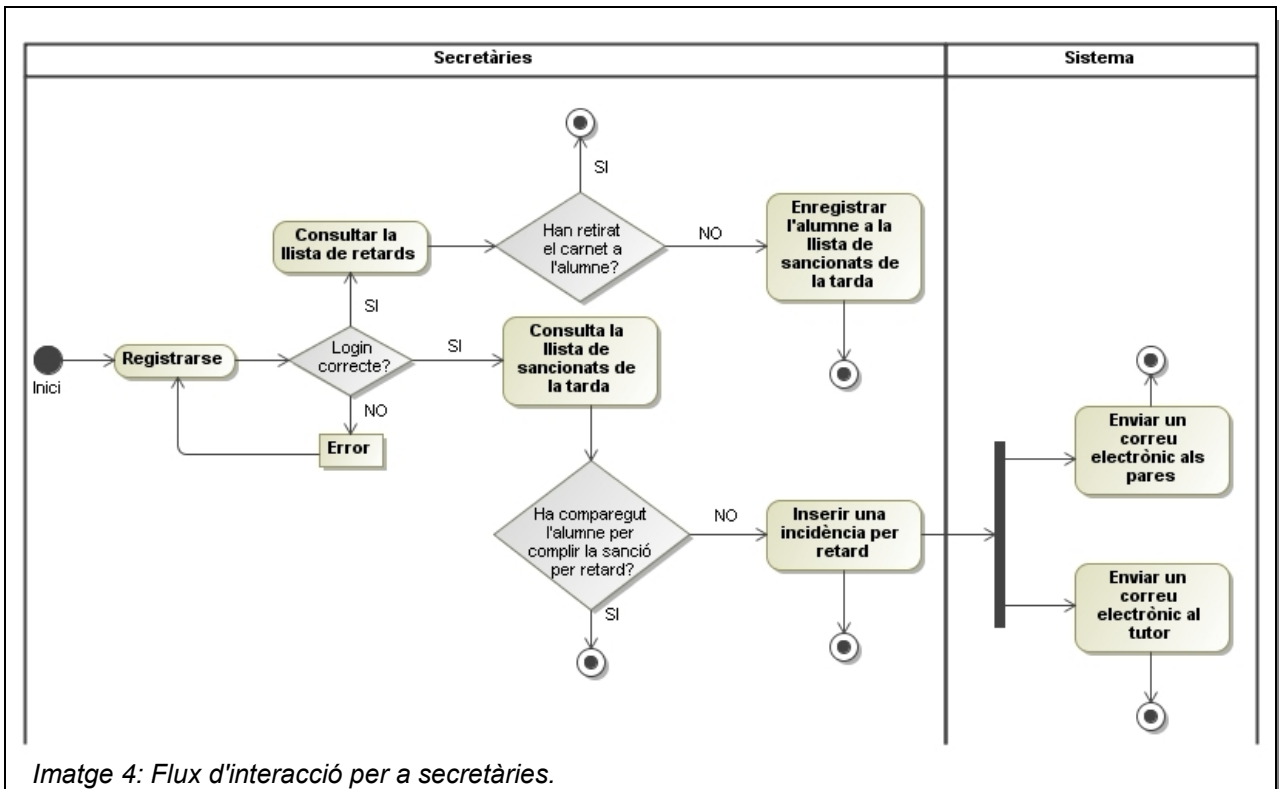 Secretàries
Sistema
SI
Consultar la
llista de retards
Han retirat
el carnet a
l'alumne?
NO
Enregistrar
l'alumne a la
llista de
sancionats de
la tarda
SI
Inici
Registrarse
Login
correcte?
SI
Consulta la
llista de
sancionats de
la tarda
NO
Error
Ha comparegut
l'alumne per
complir la sanció
per retard?
NO
Inserir una
incidència per
retard
SI
Enviar un
correu
electrònic als
pares
Enviar un
correu
electrònic al
tutor
Imatge 4: Flux d'interacció per a secretàries.